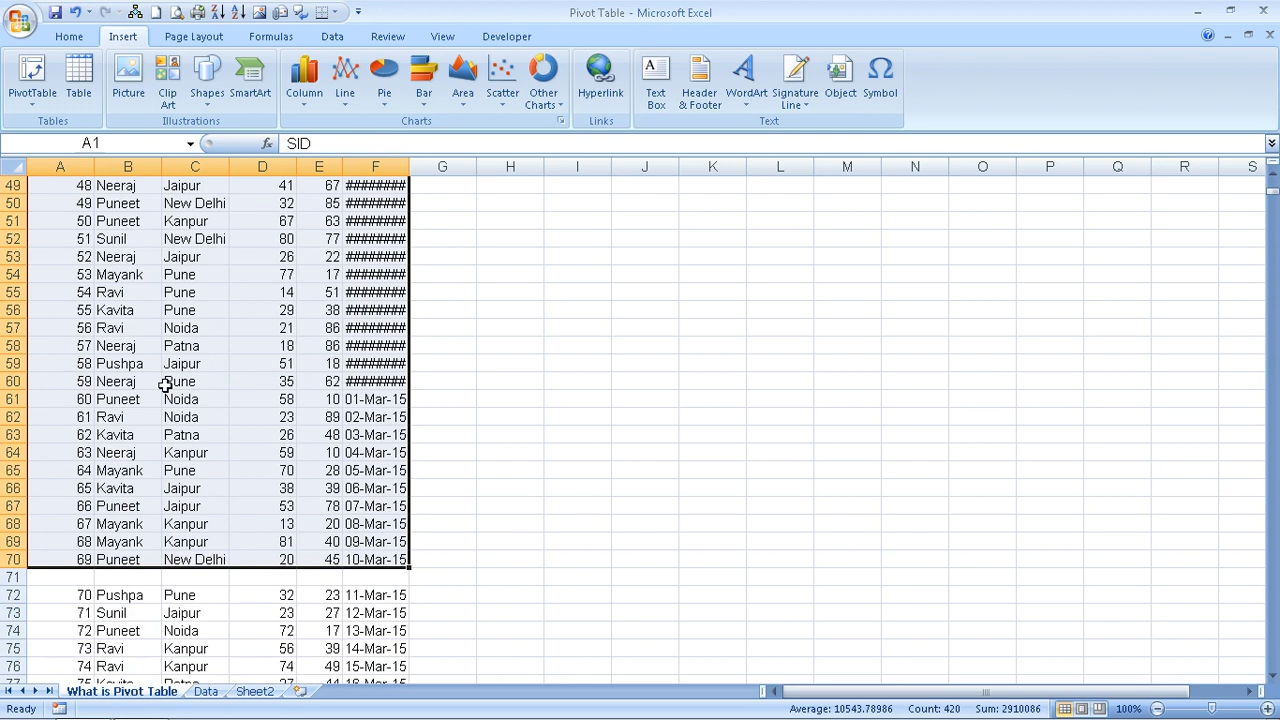 Pivot Table - Microsoft Excel
Home Insert Page Layout Formulas Data Review View Developer
PivotTable Table Picture Clip Art Shapes SmartArt Column Line Pie Bar Area Scatter Other Charts Hyperlink Text Box Header & Footer WordArt Signature Line Object Symbol
Tables Illustrations Charts Links Text
A1 fx SID
A B C D E F G H I J K L M N O P Q R S
49 48 Neeraj Jaipur 41 67 ########
50 49 Puneet New Delhi 32 85 ########
51 50 Puneet Kanpur 67 63 ########
52 51 Sunil New Delhi 80 77 ########
53 52 Neeraj Jaipur 26 22 ########
54 53 Mayank Pune 77 17 ########
55 54 Ravi Pune 14 51 ########
56 55 Kavita Pune 29 38 ########
57 56 Ravi Noida 21 86 ########
58 57 Neeraj Patna 18 86 ########
59 58 Pushpa Jaipur 51 18 ########
60 59 Neeraj Pune 35 62 ########
61 60 Puneet Noida 58 10 01-Mar-15
62 61 Ravi Noida 23 89 02-Mar-15
63 62 Kavita Patna 26 48 03-Mar-15
64 63 Neeraj Kanpur 59 10 04-Mar-15
65 64 Mayank Pune 70 28 05-Mar-15
66 65 Kavita Jaipur 38 39 06-Mar-15
67 66 Puneet Jaipur 53 78 07-Mar-15
68 67 Mayank Kanpur 13 20 08-Mar-15
69 68 Mayank Kanpur 81 40 09-Mar-15
70 69 Puneet New Delhi 20 45 10-Mar-15
71
72 70 Pushpa Pune 32 23 11-Mar-15
73 71 Sunil Jaipur 23 27 12-Mar-15
74 72 Puneet Noida 72 17 13-Mar-15
75 73 Ravi Kanpur 56 39 14-Mar-15
76 74 Ravi Kanpur 74 49 15-Mar-15
What is Pivot Table Data Sheet2
Ready Average: 10543.78986 Count: 420 Sum: 2910086 100%